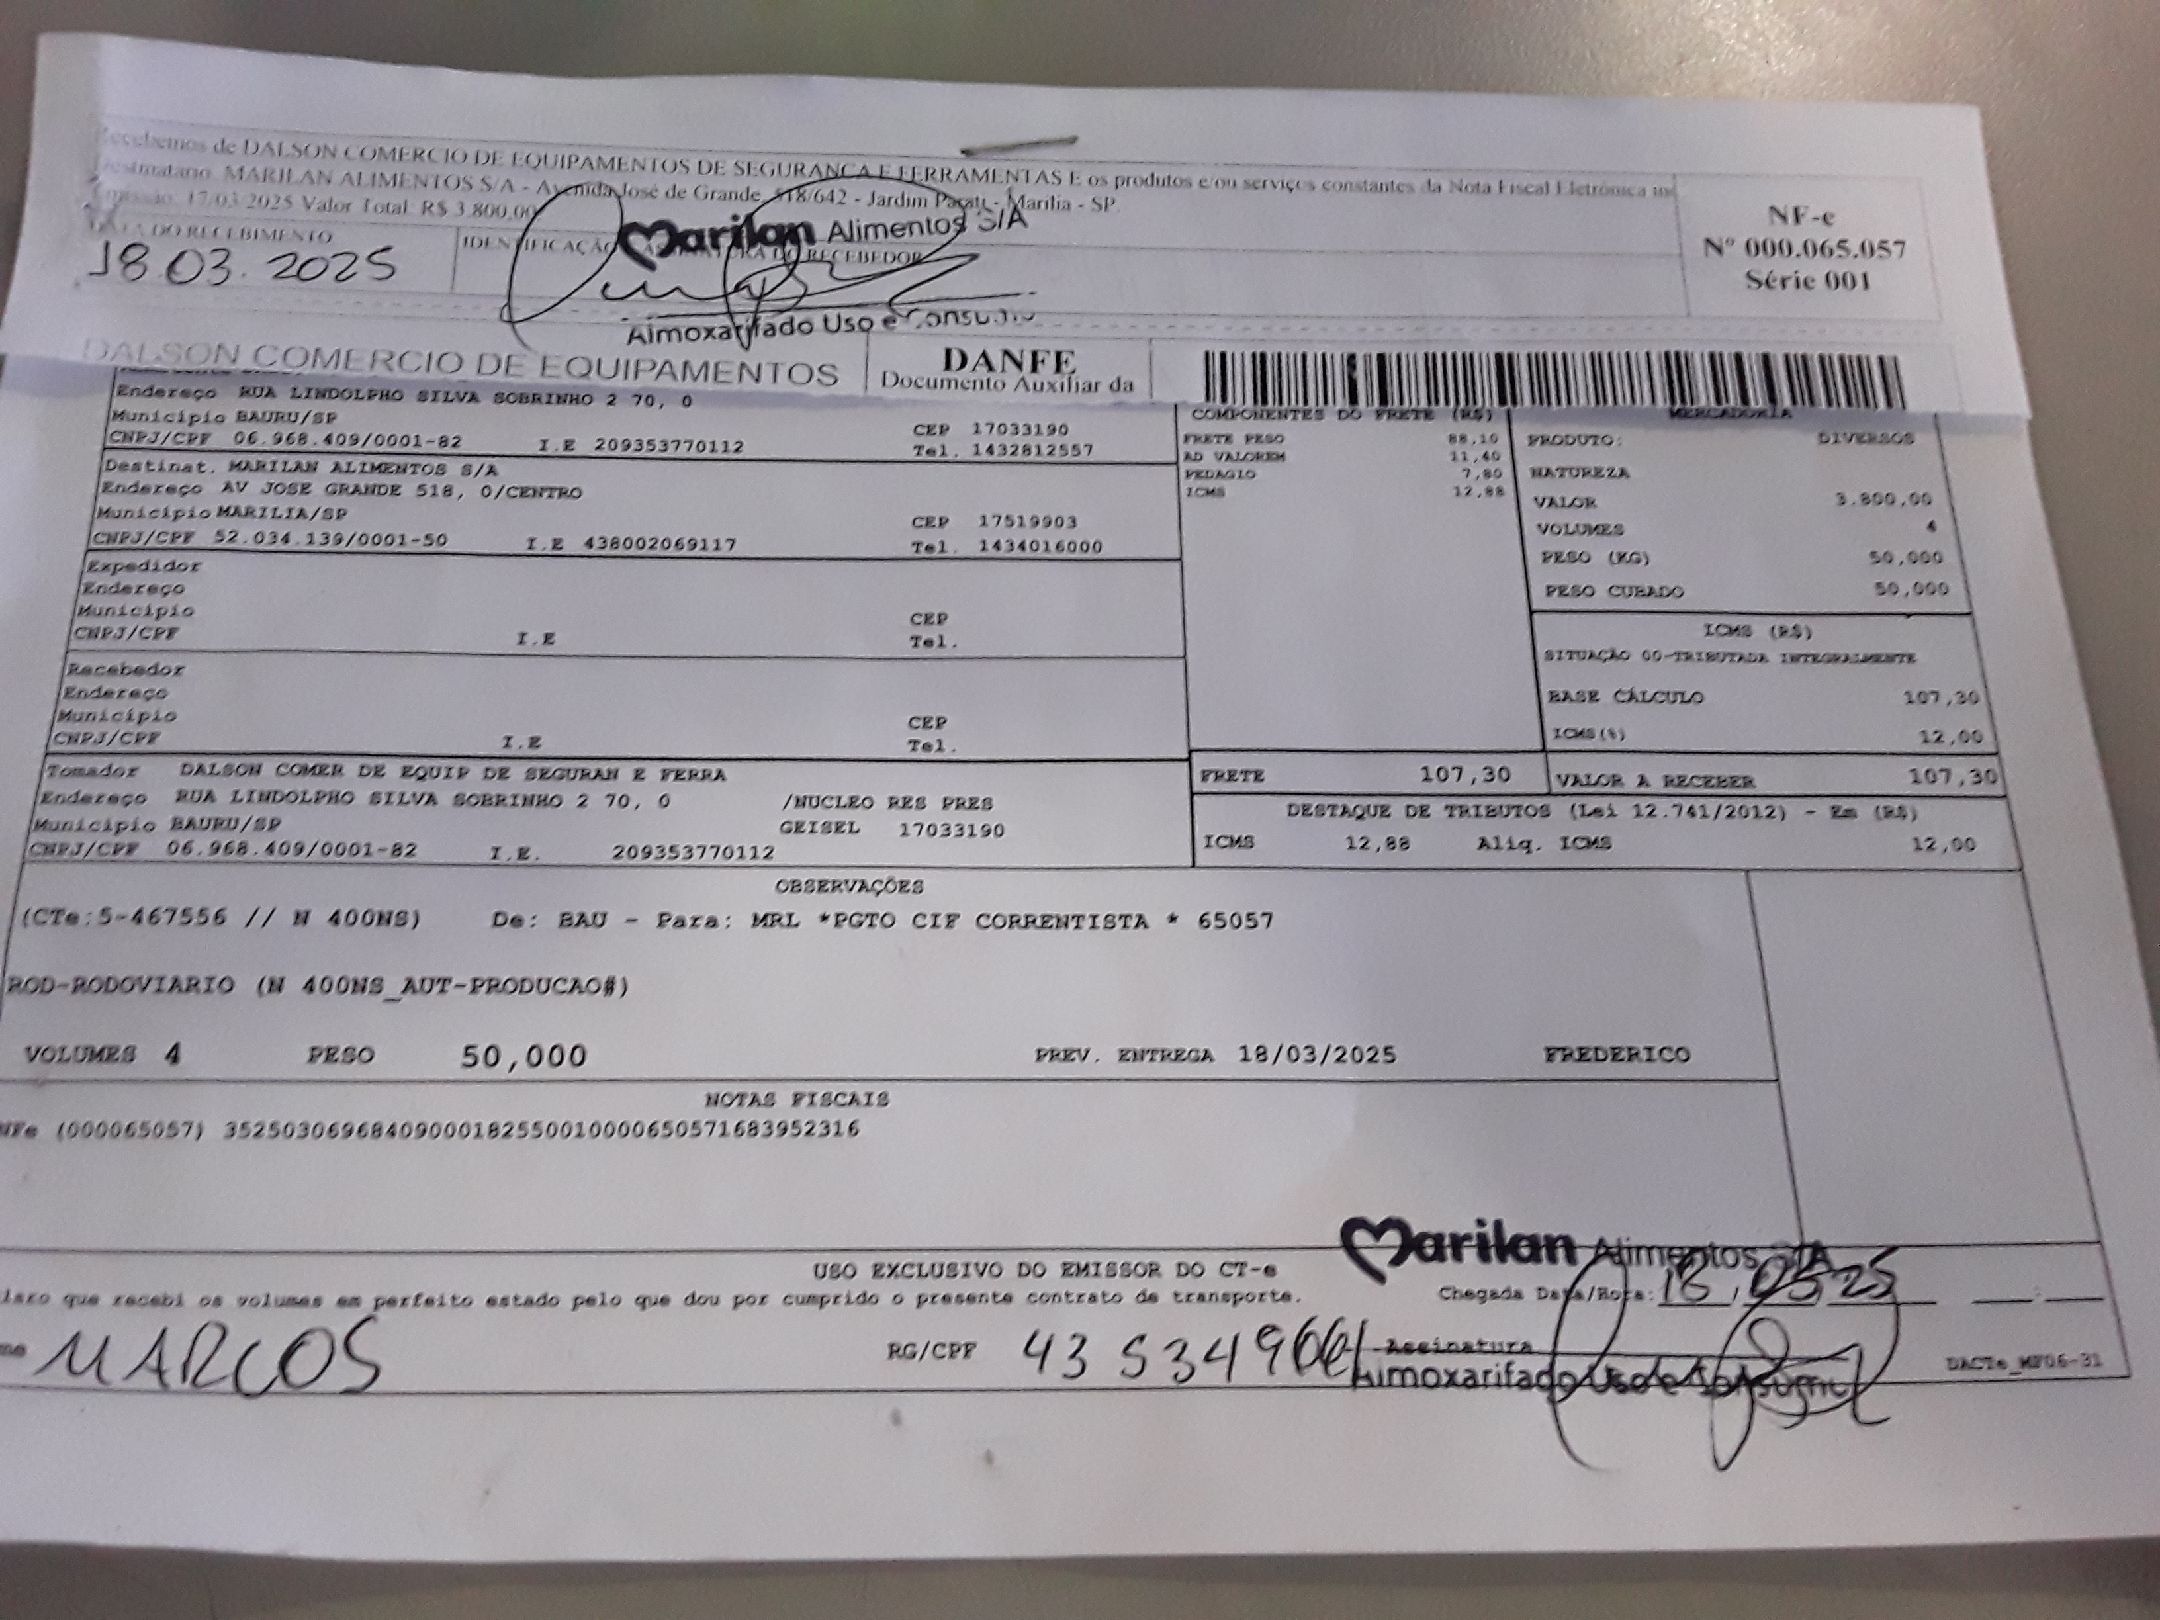 Recebemos de DALSON COMERCIO DE EQUIPAMENTOS DE SEGURANCA E FERRAMENTAS E os produtos e/ou serviços constantes da Nota Fiscal Eletrônica
Destinatario: MARILAN ALIMENTOS S/A - Avenida José de Grande, 518/642 - Jardim Parati - Marília - SP.
Emissão: 17/03/2025 Valor Total: R$ 3.800,00
DATA DO RECEBIMENTO
18.03.2025
IDENTIFICAÇÃO E ASSINATURA DO RECEBEDOR
Marilan Alimentos S/A
Almoxarifado Uso e Consumo
NF-e
Nº 000.065.057
Série 001
DALSON COMERCIO DE EQUIPAMENTOS
DANFE
Documento Auxiliar da
Endereço RUA LINDOLPHO SILVA SOBRINHO 2 70, 0
Município BAURU/SP CEP 17033190
CNPJ/CPF 06.968.409/0001-82 I.E 209353770112 Tel. 1432812557
Destinat. MARILAN ALIMENTOS S/A
Endereço AV JOSE GRANDE 518, 0/CENTRO
Município MARILIA/SP CEP 17519903
CNPJ/CPF 52.034.139/0001-50 I.E 438002069117 Tel. 1434016000
Expedidor
Endereço
Município CEP
CNPJ/CPF I.E Tel.
Recebedor
Endereço
Município CEP
CNPJ/CPF I.E Tel.
Tomador DALSON COMER DE EQUIP DE SEGURAN E FERRA
Endereço RUA LINDOLPHO SILVA SOBRINHO 2 70, 0 /NUCLEO RES PRES
Município BAURU/SP GEISEL 17033190
CNPJ/CPF 06.968.409/0001-82 I.E. 209353770112
COMPONENTES DO FRETE (R$)
FRETE PESO 88,10
AD VALOREM 11,40
PEDAGIO 7,80
ICMS 12,88
MERCADORIA
PRODUTO: DIVERSOS
NATUREZA
VALOR 3.800,00
VOLUMES 4
PESO (KG) 50,000
PESO CUBADO 50,000
ICMS (R$)
SITUAÇÃO 00-TRIBUTADA INTEGRALMENTE
BASE CÁLCULO 107,30
ICMS(%) 12,00
FRETE 107,30 VALOR A RECEBER 107,30
DESTAQUE DE TRIBUTOS (Lei 12.741/2012) - Em (R$)
ICMS 12,88 Aliq. ICMS 12,00
OBSERVAÇÕES
(CTe:5-467556 // N 400NS) De: BAU - Para: MRL *PGTO CIF CORRENTISTA * 65057
ROD-RODOVIARIO (N 400NS_AUT-PRODUCAO#)
VOLUMES 4 PESO 50,000 PREV. ENTREGA 18/03/2025 FREDERICO
NOTAS FISCAIS
NFe (000065057) 35250306968409000182550010000650571683952316
USO EXCLUSIVO DO EMISSOR DO CT-e
Marilan Alimentos S/A
claro que recebi os volumes em perfeito estado pelo que dou por cumprido o presente contrato de transporte. Chegada Data/Hora: 18/03/25
MARCOS RG/CPF Assinatura
Almoxarifado Uso e Consumo
DACTe_MF06-31